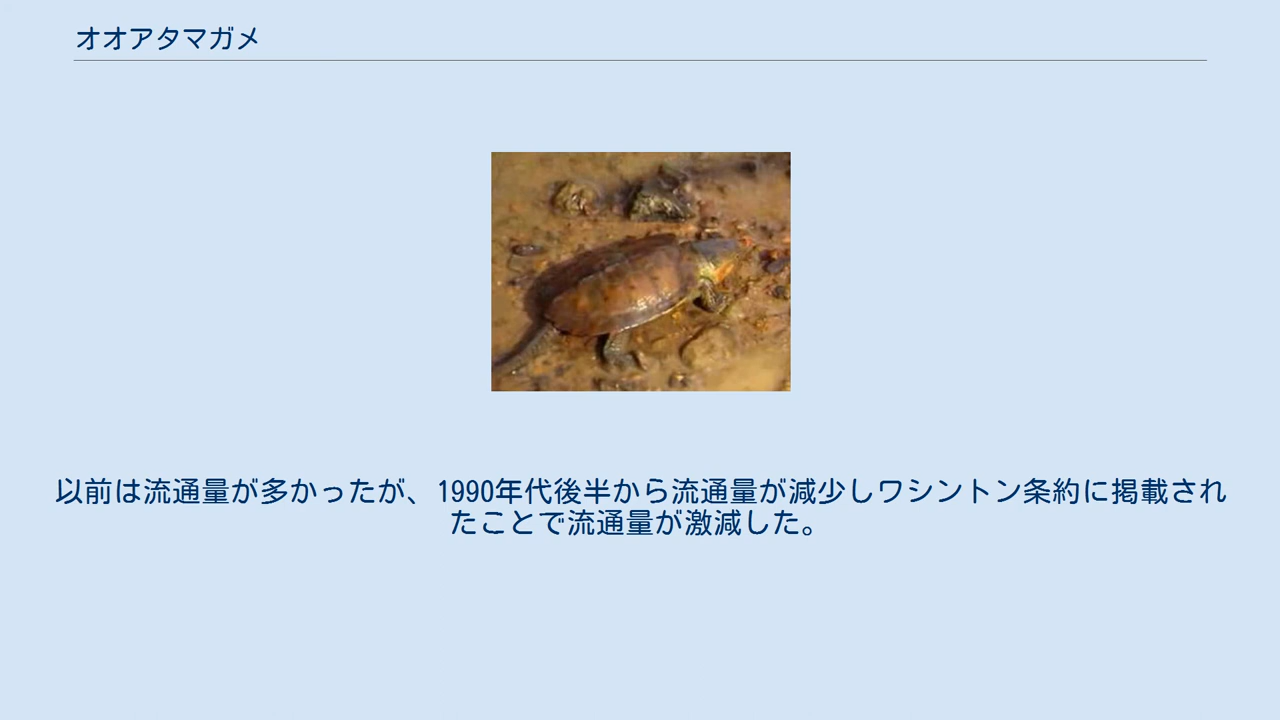 オオアタマガメ
以前は流通量が多かったが、1990年代後半から流通量が減少しワシントン条約に掲載され
たことで流通量が激減した。